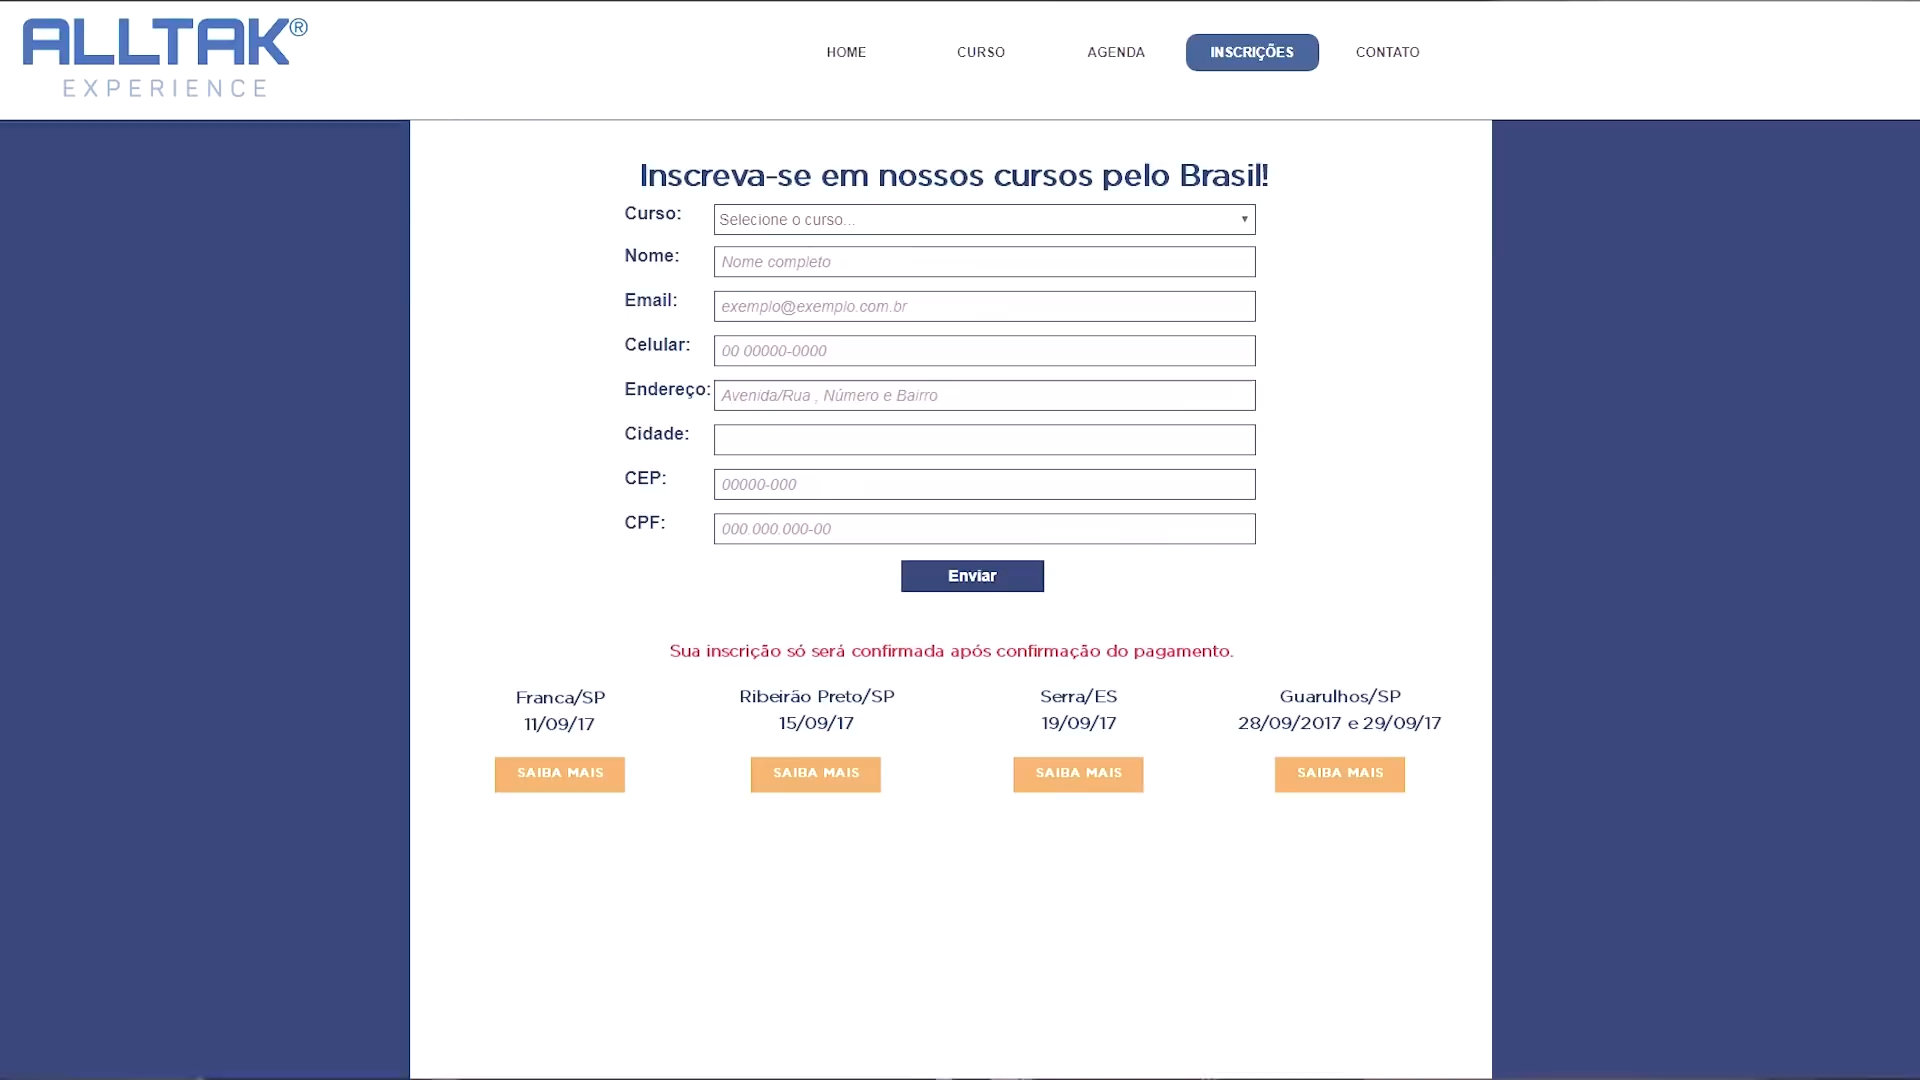 ALLTAK®
EXPERIENCE
HOME CURSO AGENDA INSCRIÇÕES CONTATO
Inscreva-se em nossos cursos pelo Brasil!
Curso: Selecione o curso...
Nome: Nome completo
Email: exemplo@exemplo.com.br
Celular: 00 00000-0000
Endereço: Avenida/Rua , Número e Bairro
Cidade:
CEP: 00000-000
CPF: 000.000.000-00
Enviar
Sua inscrição só será confirmada após confirmação do pagamento.
Franca/SP Ribeirão Preto/SP Serra/ES Guarulhos/SP
11/09/17 15/09/17 19/09/17 28/09/2017 e 29/09/17
SAIBA MAIS SAIBA MAIS SAIBA MAIS SAIBA MAIS